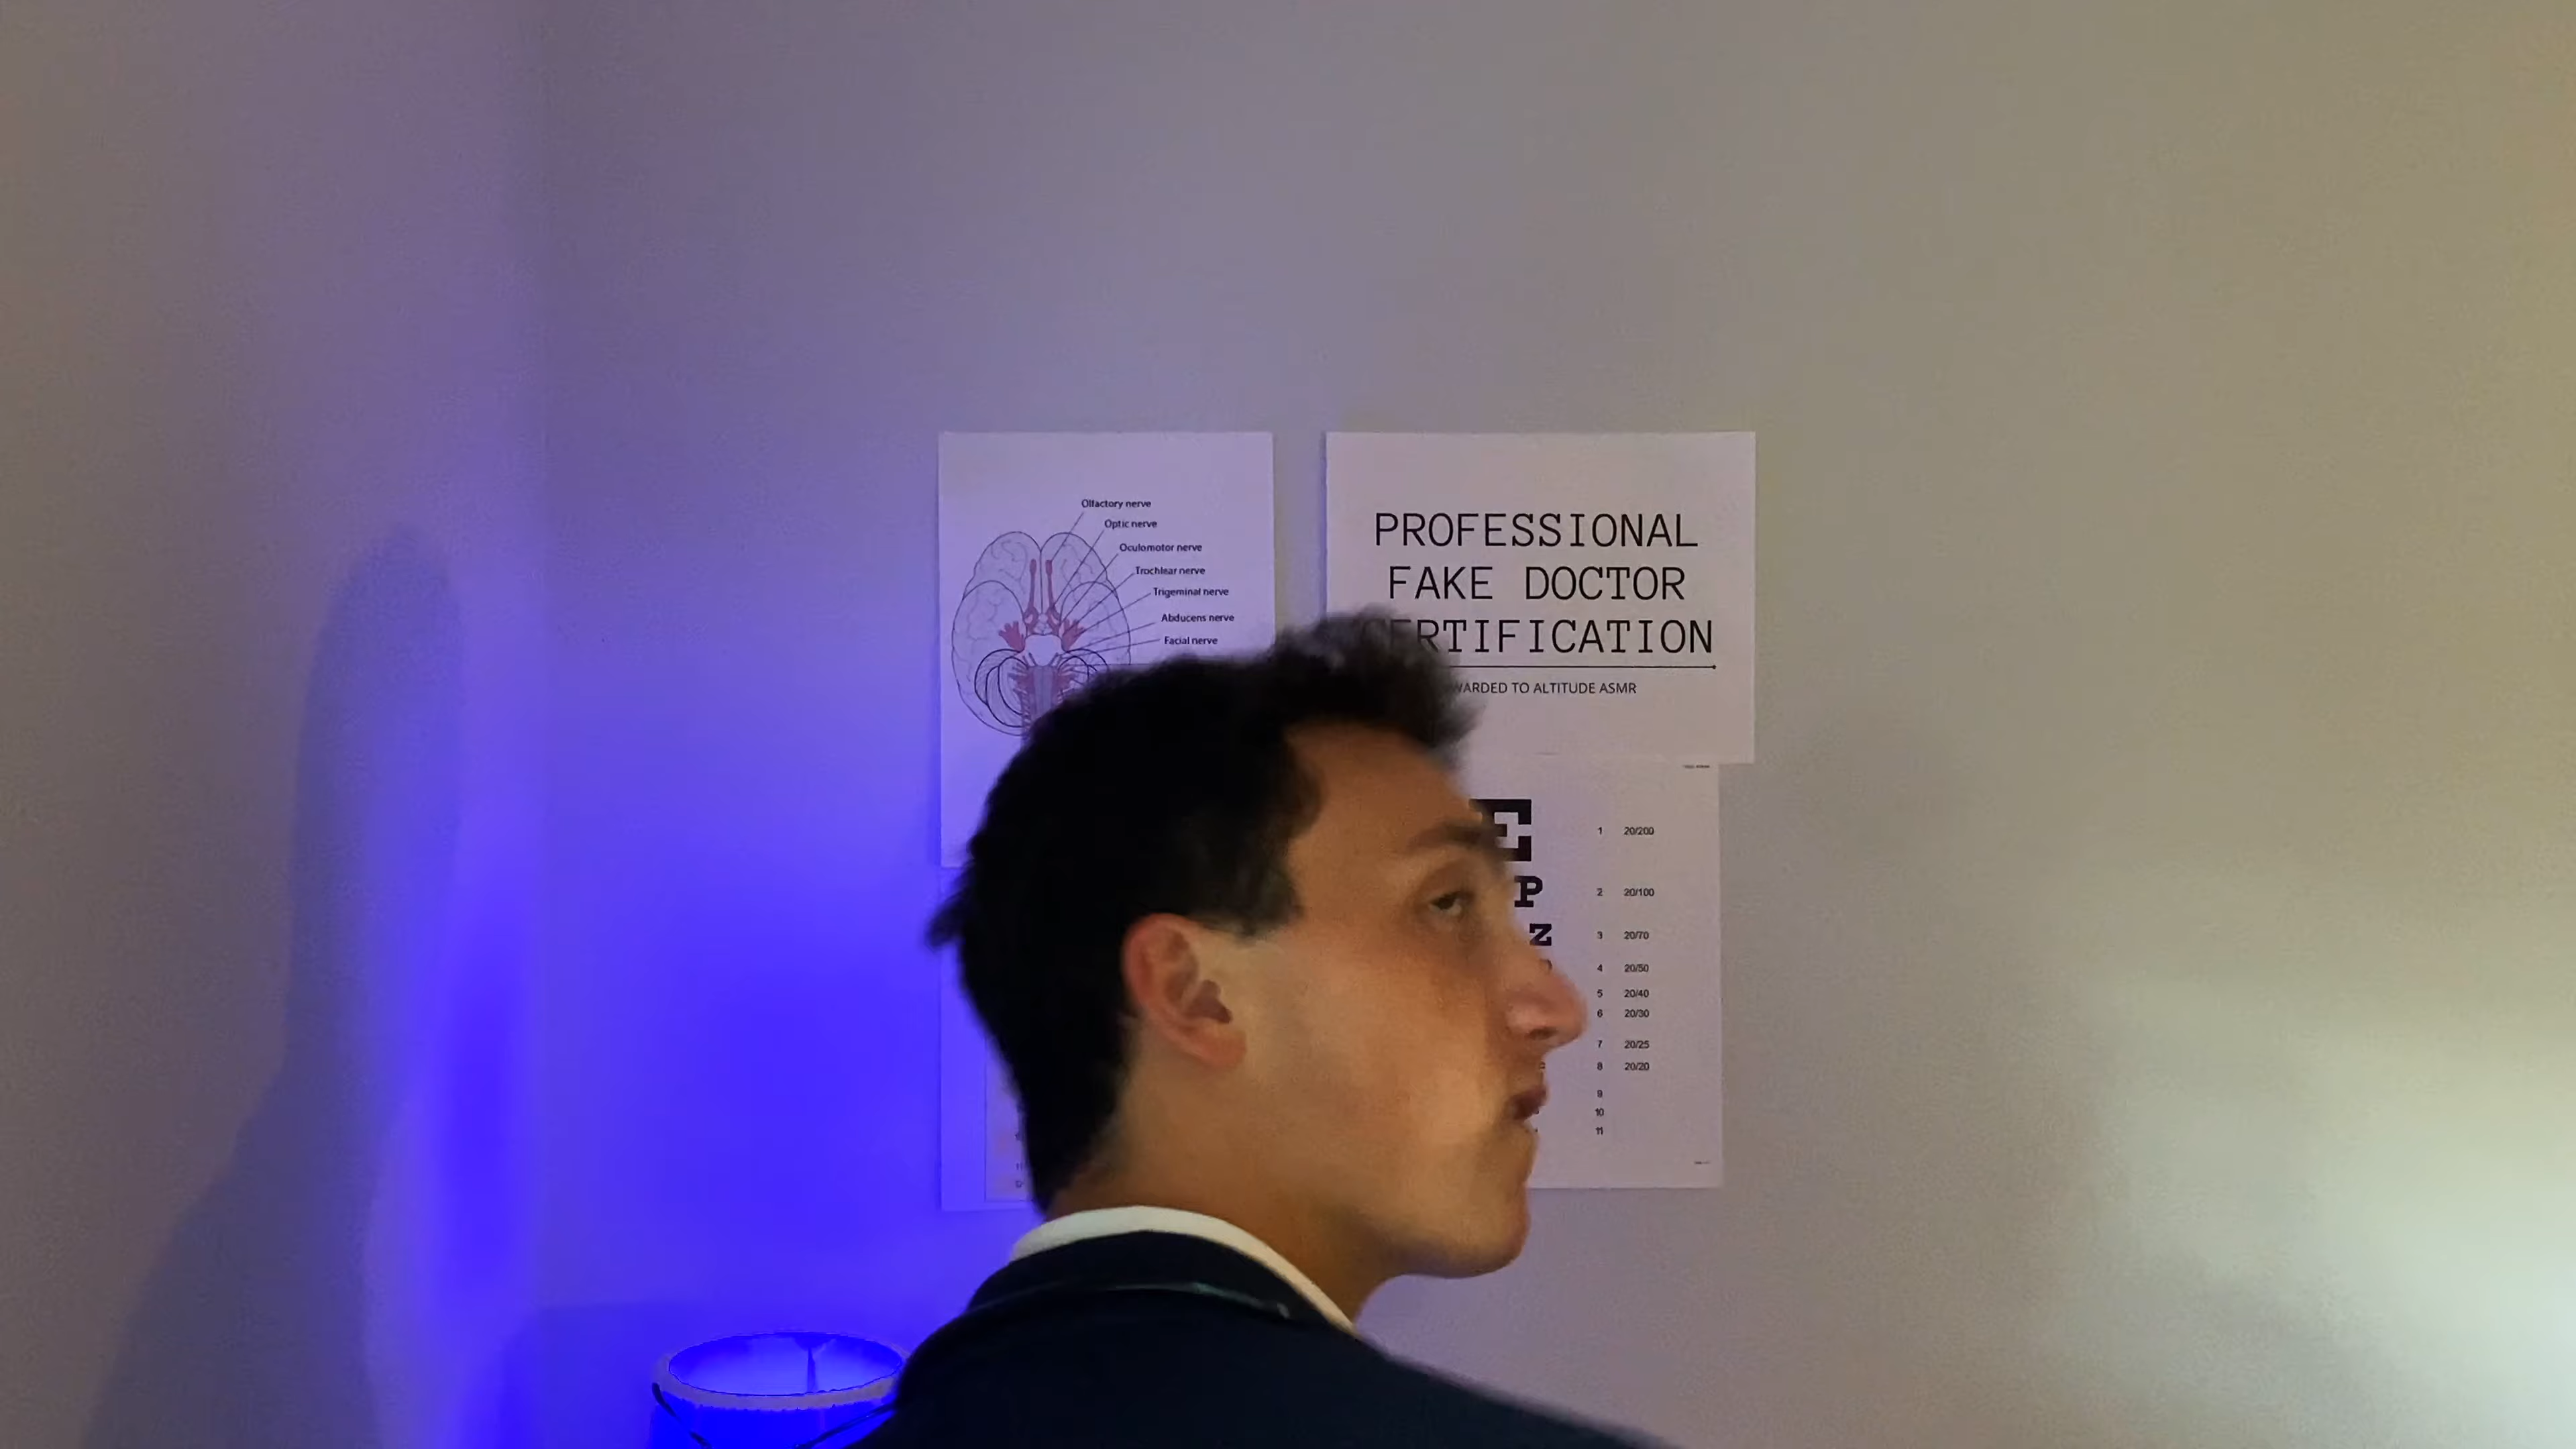 Olfactory nerve
Optic nerve
Oculomotor nerve
Trochlear nerve
Trigeminal nerve
Abducens nerve
Facial nerve
PROFESSIONAL
FAKE DOCTOR
CERTIFICATION
AWARDED TO ALTITUDE ASMR
E 1 20/200
P 2 20/100
Z 3 20/70
4 20/50
5 20/40
6 20/30
7 20/25
8 20/20
9
10
11